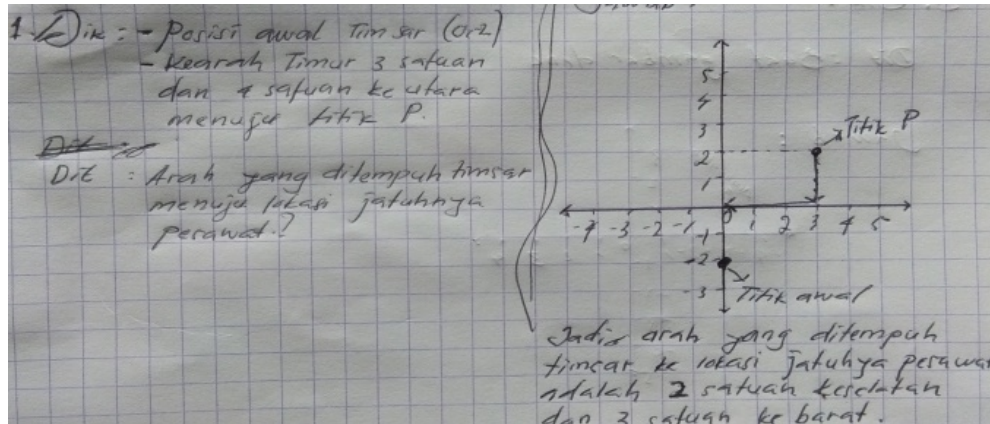 1. Dik : - Posisi awal Tim sar (0,-2)
- Kearah Timur 3 satuan
dan 4 satuan ke utara
menuju titik P.
Dit : Arah yang ditempuh timsar
menuju lokasi jatuhnya
perawat ?
5
4
3
2
1
Titik P
-4 -3 -2 -1 0 1 2 3 4 5
-1
-2
-3
Titik awal
Jadi arah yang ditempuh
timsar ke lokasi jatuhya perawat
adalah 2 satuan keselatan
dan 3 satuan ke barat.